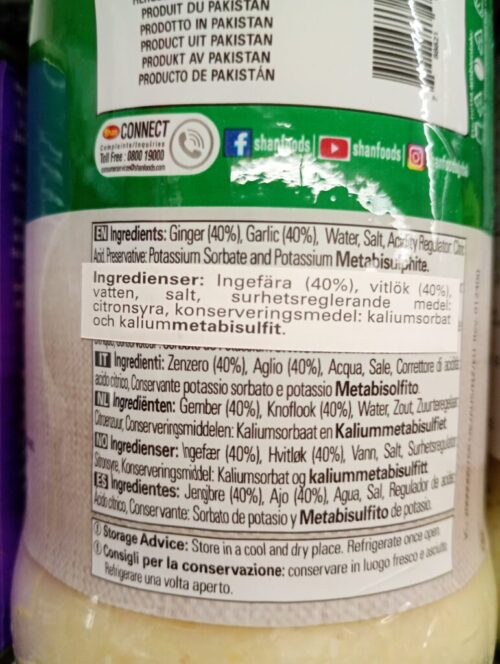 PRODUIT DU PAKISTAN
PRODOTTO IN PAKISTAN
PRODUCT UIT PAKISTAN
PRODUKT AV PAKISTAN
PRODUCTO DE PAKISTÁN
Shan CONNECT
Complaints/Inquiries
Toll Free : 0800 19000
shanfoods
shanfoods
EN Ingredients: Ginger (40%), Garlic (40%), Water, Salt, Acidity Regulator: Citric
Acid, Preservative: Potassium Sorbate and Potassium Metabisulphite.
Ingredienser: Ingefära (40%), vitlök (40%),
vatten, salt, surhetsreglerande medel:
citronsyra, konserveringsmedel: kaliumsorbat
och kaliummetabisulfit.
IT Ingredienti: Zenzero (40%), Aglio (40%), Acqua, Sale, Correttore di acidità:
acido citrico, Conservante potassio sorbato e potassio Metabisolfito.
NL Ingrediënten: Gember (40%), Knoflook (40%), Water, Zout,
Citroenzuur, Conserveringsmiddelen: Kaliumsorbaat en Kaliummetabisulfiet.
NO Ingredienser: Ingefær (40%), Hvitløk (40%), Vann, Salt,
Sitronsyre, Konserveringsmiddel: Kaliumsorbat og kaliummetabisulfitt.
ES Ingredientes: Jengibre (40%), Ajo (40%), Agua, Sal, Regulador de
Ácido cítrico, Conservante: Sorbato de potasio y Metabisulfito de potasio.
Storage Advice: Store in a cool and dry place. Refrigerate once open.
Consigli per la conservazione: conservare in luogo fresco e asciutto.
Refrigerare una volta aperto.